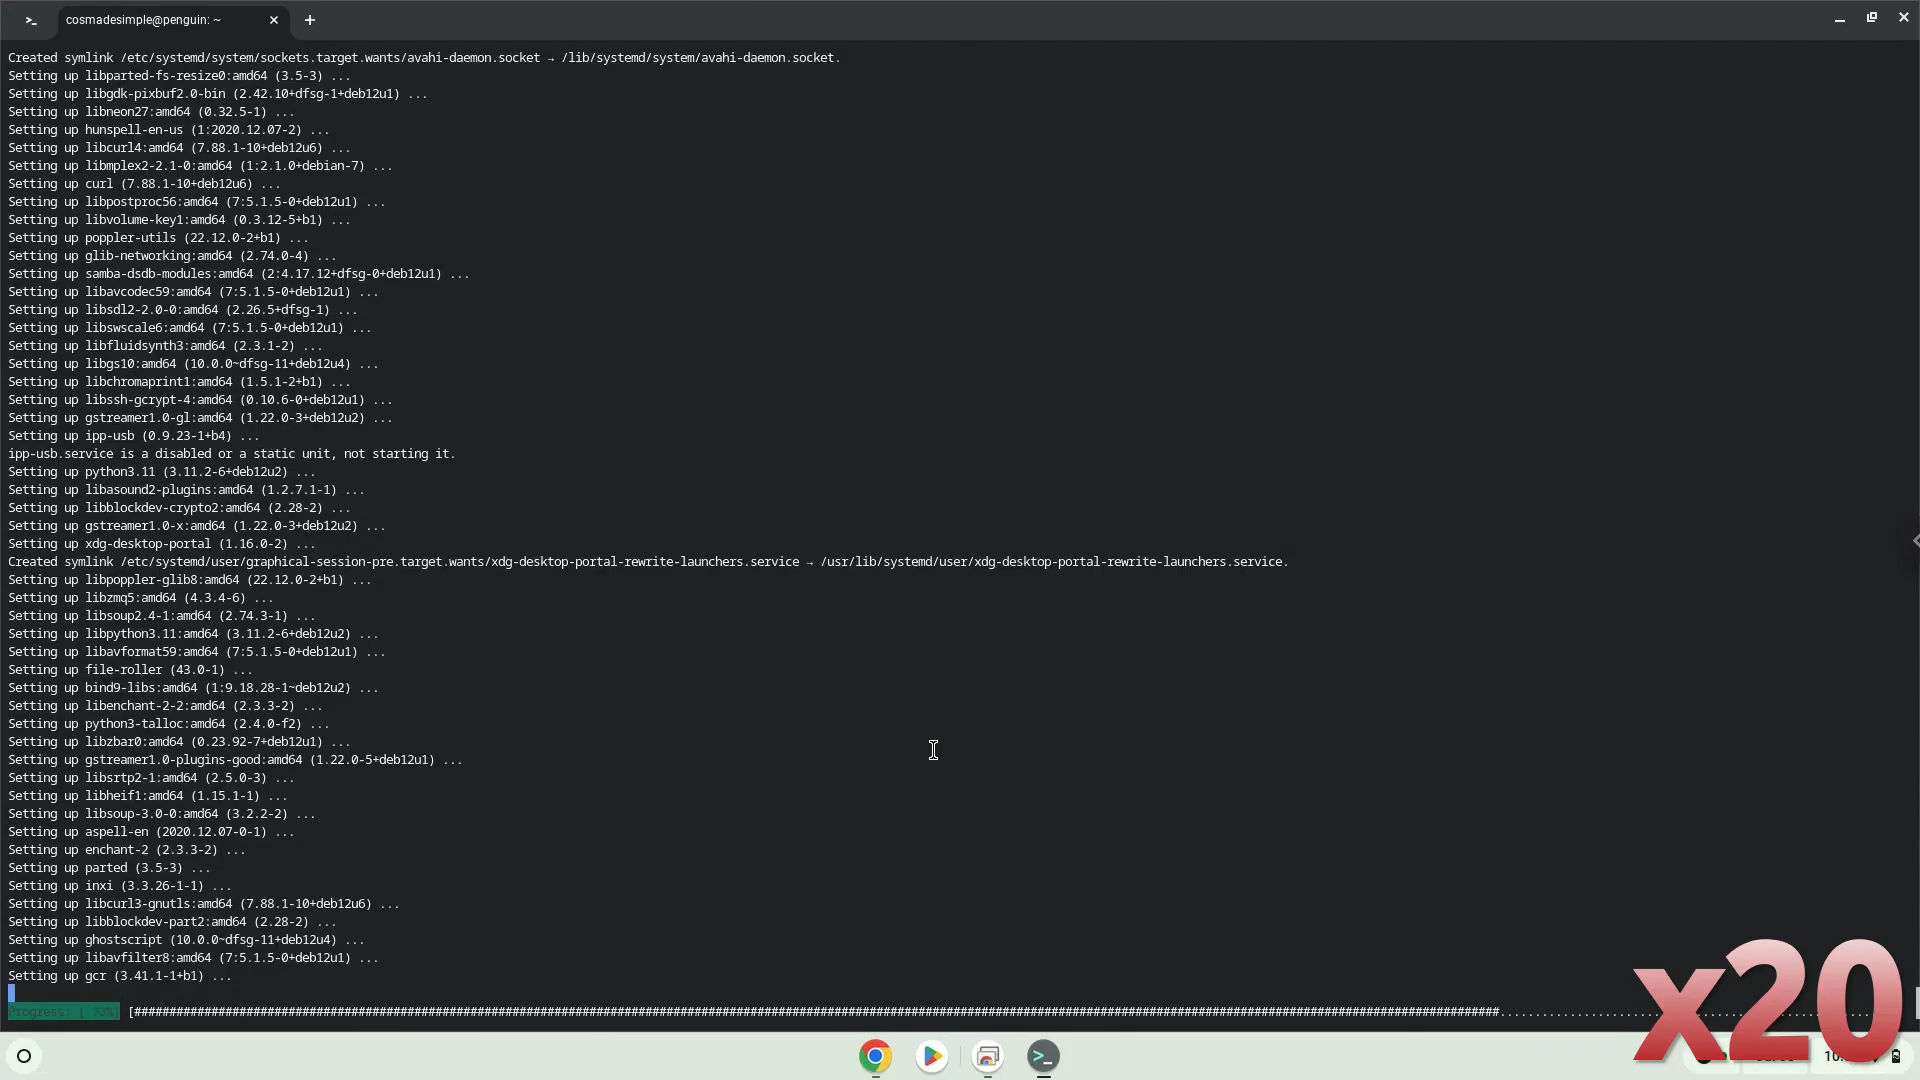 cosmadesimple@penguin: ~
Created symlink /etc/systemd/system/sockets.target.wants/avahi-daemon.socket → /lib/systemd/system/avahi-daemon.socket.
Setting up libparted-fs-resize0:amd64 (3.5-3) ...
Setting up libgdk-pixbuf2.0-bin (2.42.10+dfsg-1+deb12u1) ...
Setting up libneon27:amd64 (0.32.5-1) ...
Setting up hunspell-en-us (1:2020.12.07-2) ...
Setting up libcurl4:amd64 (7.88.1-10+deb12u6) ...
Setting up libmplex2-2.1-0:amd64 (1:2.1.0+debian-7) ...
Setting up curl (7.88.1-10+deb12u6) ...
Setting up libpostproc56:amd64 (7:5.1.5-0+deb12u1) ...
Setting up libvolume-key1:amd64 (0.3.12-5+b1) ...
Setting up poppler-utils (22.12.0-2+b1) ...
Setting up glib-networking:amd64 (2.74.0-4) ...
Setting up samba-dsdb-modules:amd64 (2:4.17.12+dfsg-0+deb12u1) ...
Setting up libavcodec59:amd64 (7:5.1.5-0+deb12u1) ...
Setting up libsdl2-2.0-0:amd64 (2.26.5+dfsg-1) ...
Setting up libswscale6:amd64 (7:5.1.5-0+deb12u1) ...
Setting up libfluidsynth3:amd64 (2.3.1-2) ...
Setting up libgs10:amd64 (10.0.0~dfsg-11+deb12u4) ...
Setting up libchromaprint1:amd64 (1.5.1-2+b1) ...
Setting up libssh-gcrypt-4:amd64 (0.10.6-0+deb12u1) ...
Setting up gstreamer1.0-gl:amd64 (1.22.0-3+deb12u2) ...
Setting up ipp-usb (0.9.23-1+b4) ...
ipp-usb.service is a disabled or a static unit, not starting it.
Setting up python3.11 (3.11.2-6+deb12u2) ...
Setting up libasound2-plugins:amd64 (1.2.7.1-1) ...
Setting up libblockdev-crypto2:amd64 (2.28-2) ...
Setting up gstreamer1.0-x:amd64 (1.22.0-3+deb12u2) ...
Setting up xdg-desktop-portal (1.16.0-2) ...
Created symlink /etc/systemd/user/graphical-session-pre.target.wants/xdg-desktop-portal-rewrite-launchers.service → /usr/lib/systemd/user/xdg-desktop-portal-rewrite-launchers.service.
Setting up libpoppler-glib8:amd64 (22.12.0-2+b1) ...
Setting up libzmq5:amd64 (4.3.4-6) ...
Setting up libsoup2.4-1:amd64 (2.74.3-1) ...
Setting up libpython3.11:amd64 (3.11.2-6+deb12u2) ...
Setting up libavformat59:amd64 (7:5.1.5-0+deb12u1) ...
Setting up file-roller (43.0-1) ...
Setting up bind9-libs:amd64 (1:9.18.28-1~deb12u2) ...
Setting up libenchant-2-2:amd64 (2.3.3-2) ...
Setting up python3-talloc:amd64 (2.4.0-f2) ...
Setting up libzbar0:amd64 (0.23.92-7+deb12u1) ...
Setting up gstreamer1.0-plugins-good:amd64 (1.22.0-5+deb12u1) ...
Setting up libsrtp2-1:amd64 (2.5.0-3) ...
Setting up libheif1:amd64 (1.15.1-1) ...
Setting up libsoup-3.0-0:amd64 (3.2.2-2) ...
Setting up aspell-en (2020.12.07-0-1) ...
Setting up enchant-2 (2.3.3-2) ...
Setting up parted (3.5-3) ...
Setting up inxi (3.3.26-1-1) ...
Setting up libcurl3-gnutls:amd64 (7.88.1-10+deb12u6) ...
Setting up libblockdev-part2:amd64 (2.28-2) ...
Setting up ghostscript (10.0.0~dfsg-11+deb12u4) ...
Setting up libavfilter8:amd64 (7:5.1.5-0+deb12u1) ...
Setting up gcr (3.41.1-1+b1) ...
Progress:
x20